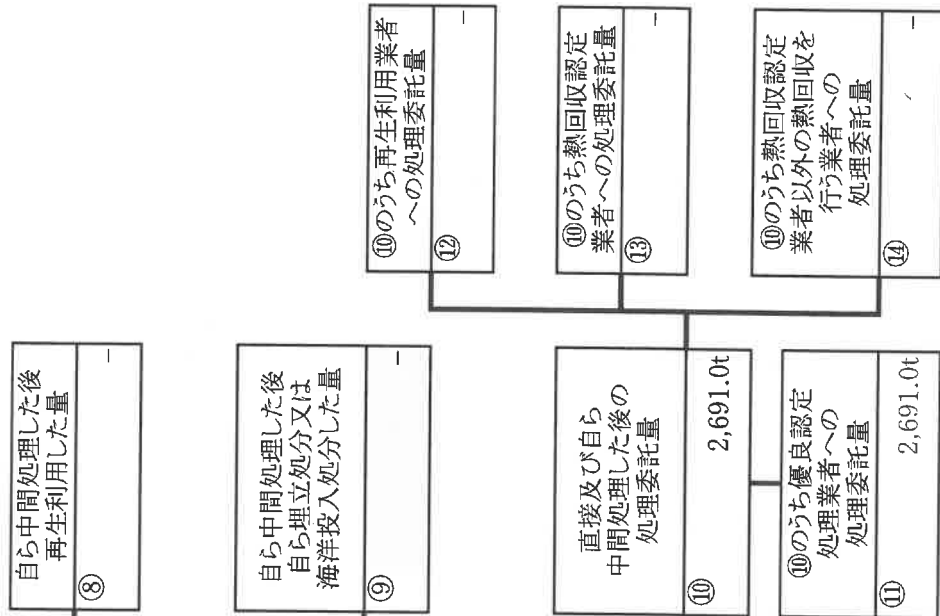 自ら中間処理した後
再生利用した量
⑧ −
自ら中間処理した後
自ら埋立処分又は
海洋投入処分した量
⑨ −
直接及び自ら
中間処理した後の
処理委託量
⑩ 2,691.0t
⑩のうち優良認定
処理業者への
処理委託量
⑪ 2,691.0t
⑩のうち再生利用業者
への処理委託量
⑫ −
⑩のうち熱回収認定
業者への処理委託量
⑬ −
⑩のうち熱回収認定
業者以外の熱回収を
行う業者への
処理委託量
⑭ −